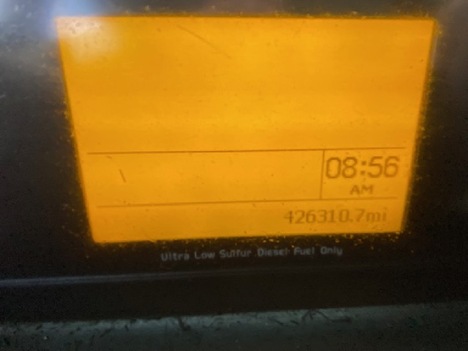 08:56
AM
426310.7mi
Ultra Low Sulfur Diesel Fuel Only